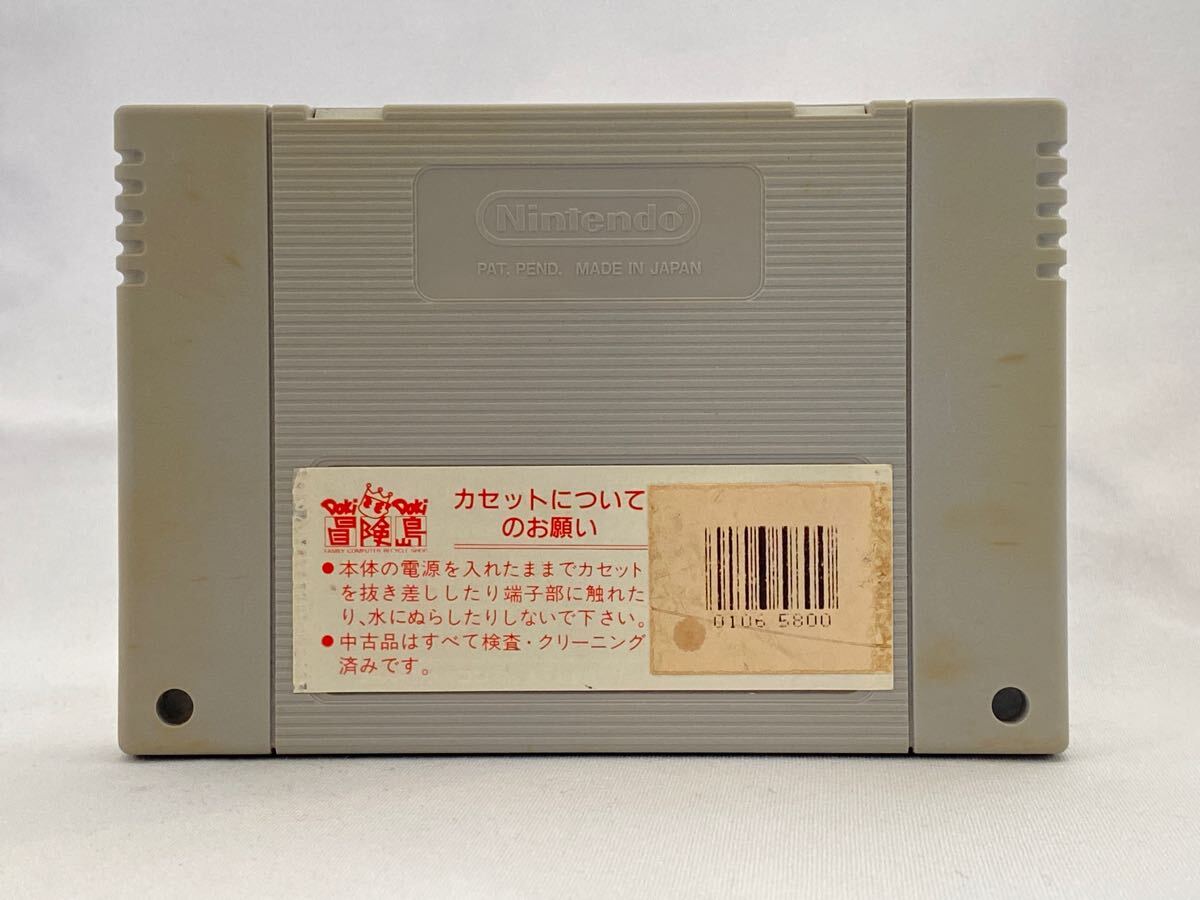 Nintendo®
PAT. PEND. MADE IN JAPAN
Doki Doki
冒険島
FAMILY COMPUTER RECYCLE SHOP
カセットについて
のお願い
●本体の電源を入れたままでカセット
を抜き差ししたり端子部に触れた
り、水にぬらしたりしないで下さい。
●中古品はすべて検査・クリーニング
済みです。
0106 5800